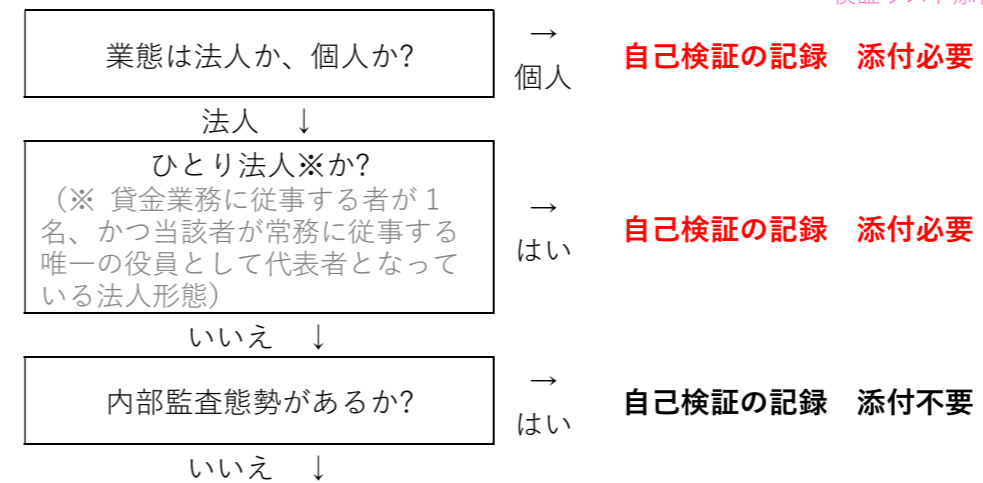 業態は法人か、個人か?
→
個人
自己検証の記録　添付必要
法人　↓
ひとり法人※か?
（※ 貸金業務に従事する者が１
名、かつ当該者が常務に従事する
唯一の役員として代表者となって
いる法人形態）
→
はい
自己検証の記録　添付必要
いいえ　↓
内部監査態勢があるか?
→
はい
自己検証の記録　添付不要
いいえ　↓